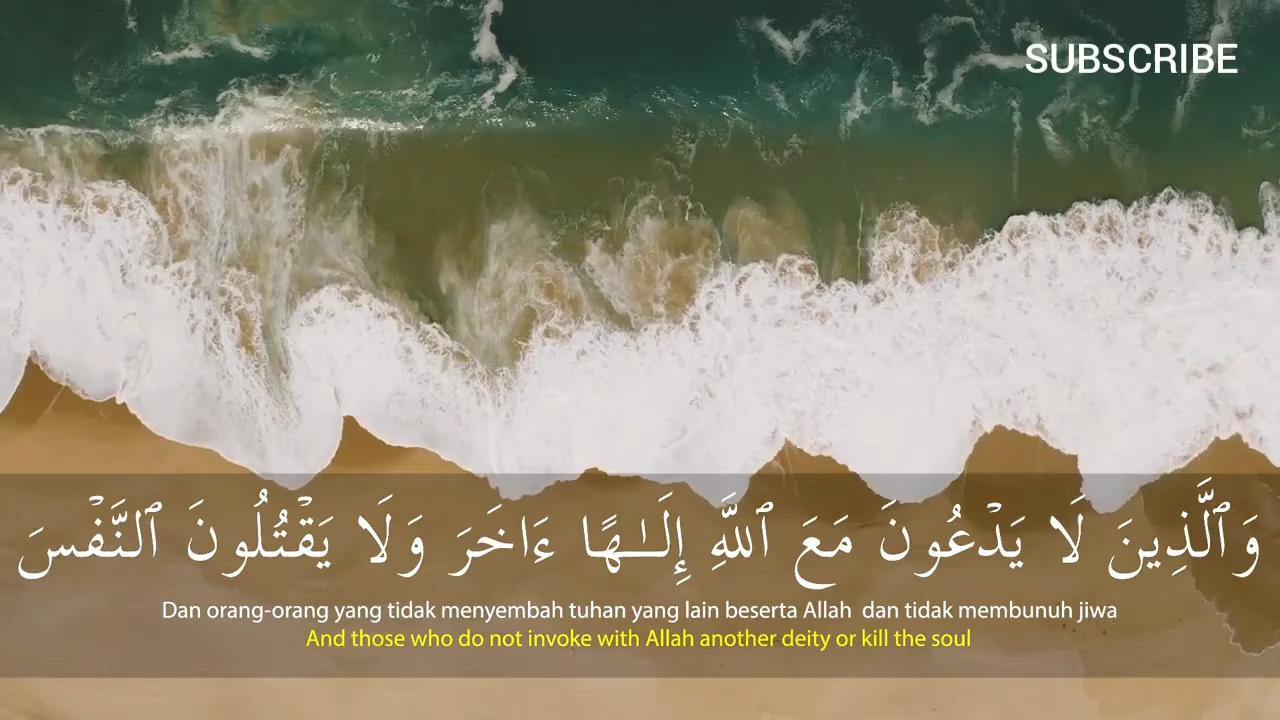 SUBSCRIBE
وَٱلَّذِينَ لَا يَدْعُونَ مَعَ ٱللَّهِ إِلَـٰهًا ءَاخَرَ وَلَا يَقْتُلُونَ ٱلنَّفْسَ
Dan orang-orang yang tidak menyembah tuhan yang lain beserta Allah dan tidak membunuh jiwa
And those who do not invoke with Allah another deity or kill the soul